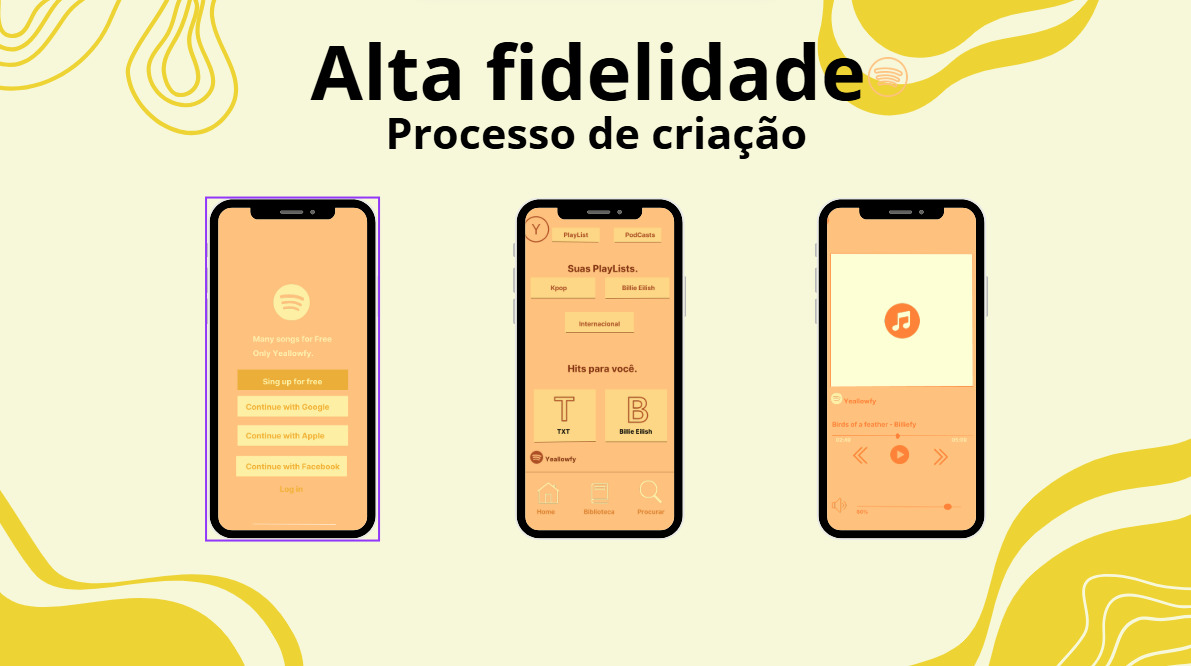 Alta fidelidade
Processo de criação
Many songs for Free
Only Yeallowfy.
Sing up for free
Continue with Google
Continue with Apple
Continue with Facebook
Log in
Y
PlayList
PodCasts
Suas PlayLists.
Kpop
Billie Eilish
Internacional
Hits para você.
T
B
TXT
Billie Eilish
Yeallowfy
Home
Biblioteca
Procurar
Yeallowfy
Birds of a feather - Billiefy